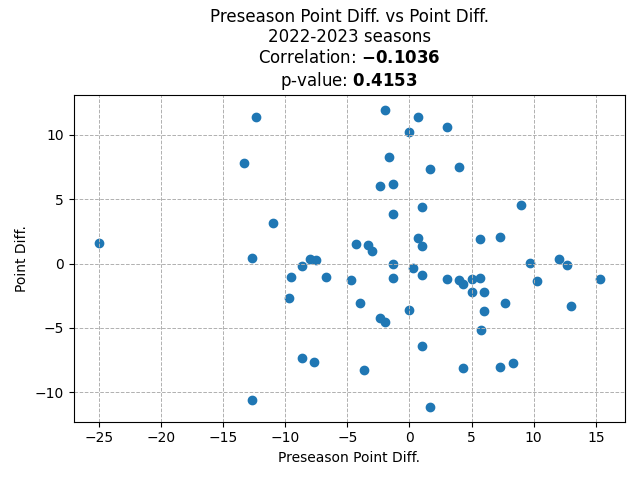 Preseason Point Diff. vs Point Diff.
2022-2023 seasons
Correlation: −0.1036
p-value: 0.4153
10
5
0
−5
−10
Point Diff.
−25 −20 −15 −10 −5 0 5 10 15
Preseason Point Diff.